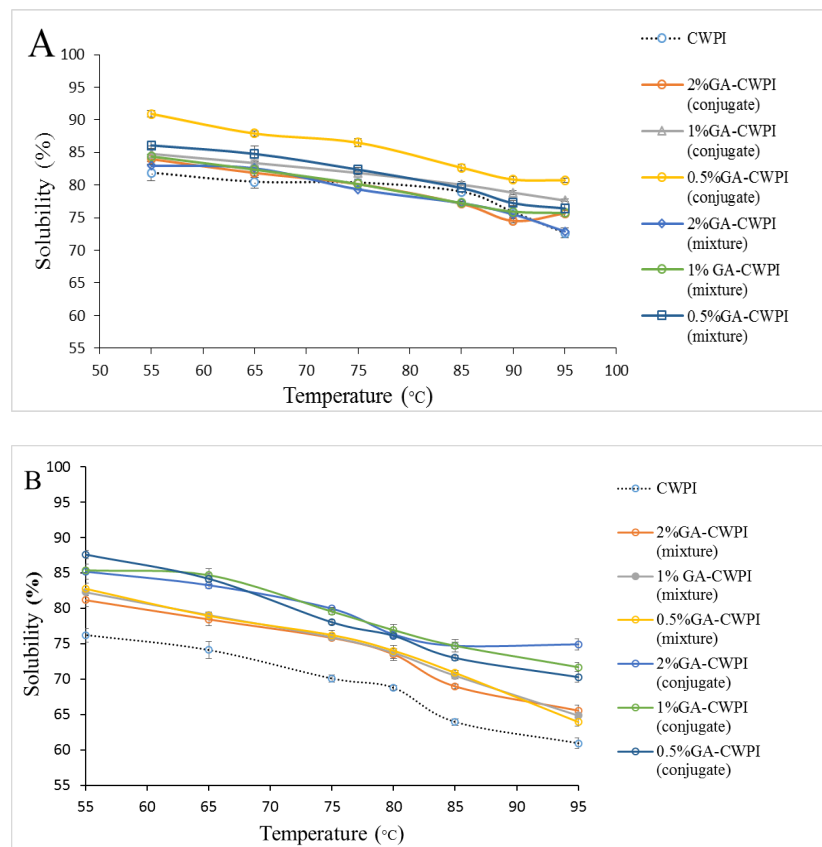 A
100
95
90
85
80
75
70
65
60
55
50 55 60 65 70 75 80 85 90 95 100
Solubility (%)
Temperature (°C)
CWPI
2%GA-CWPI
(conjugate)
1%GA-CWPI
(conjugate)
0.5%GA-CWPI
(conjugate)
2%GA-CWPI
(mixture)
1% GA-CWPI
(mixture)
0.5%GA-CWPI
(mixture)
B
100
95
90
85
80
75
70
65
60
55
55 60 65 70 75 80 85 90 95
Solubility (%)
Temperature (°C)
CWPI
2%GA-CWPI
(mixture)
1% GA-CWPI
(mixture)
0.5%GA-CWPI
(mixture)
2%GA-CWPI
(conjugate)
1%GA-CWPI
(conjugate)
0.5%GA-CWPI
(conjugate)